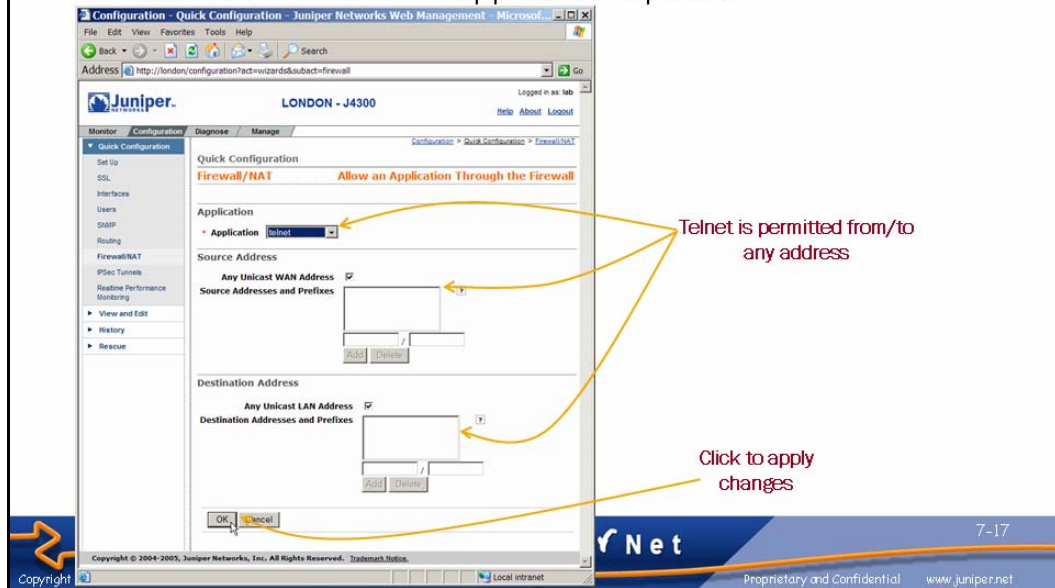 Configuration - Quick Configuration - Juniper Networks Web Management - Microsof...
File Edit View Favorites Tools Help
Back Search
Address http://london/configuration?act=wizards&subact=firewall Go
Juniper
NETWORKS
LONDON - J4300
Logged in as: lab
Help About Logout
Monitor Configuration Diagnose Manage
Configuration > Quick Configuration > Firewall/NAT
Quick Configuration
Set Up
SSL
Interfaces
Users
SNMP
Routing
Firewall/NAT
IPSec Tunnels
Realtime Performance
Monitoring
View and Edit
History
Rescue
Quick Configuration
Firewall/NAT Allow an Application Through the Firewall
Application
* Application telnet
Source Address
Any Unicast WAN Address
Source Addresses and Prefixes ?
/
Add Delete
Destination Address
Any Unicast LAN Address
Destination Addresses and Prefixes ?
/
Add Delete
OK Cancel
Copyright © 2004-2005, Juniper Networks, Inc. All Rights Reserved. Trademark Notice.
Local intranet
Telnet is permitted from/to
any address
Click to apply
changes
Net
7-17
Copyright
Proprietary and Confidential www.juniper.net